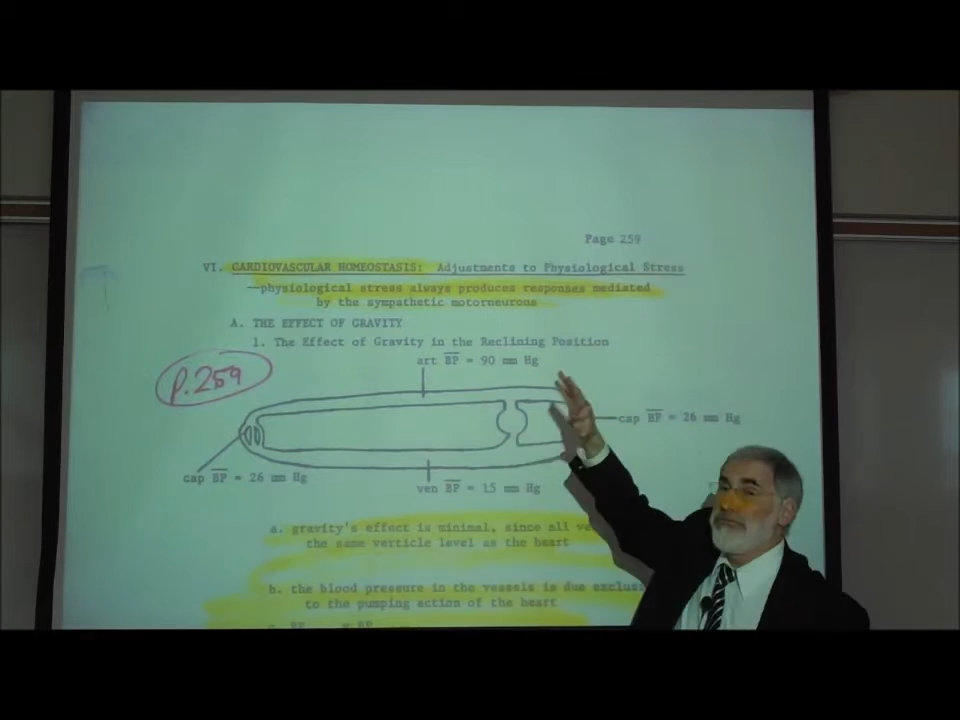 Page 259
VI. CARDIOVASCULAR HOMEOSTASIS: Adjustments to Physiological Stress
—physiological stress always produces responses mediated
by the sympathetic motorneurons
A. THE EFFECT OF GRAVITY
1. The Effect of Gravity in the Reclining Position
art BP = 90 mm Hg
P.259
cap BP = 26 mm Hg
cap BP = 26 mm Hg
ven BP = 15 mm Hg
a. gravity's effect is minimal, since all
the same verticle level as the heart
b. the blood pressure in the vessels is due
to the pumping action of the heart